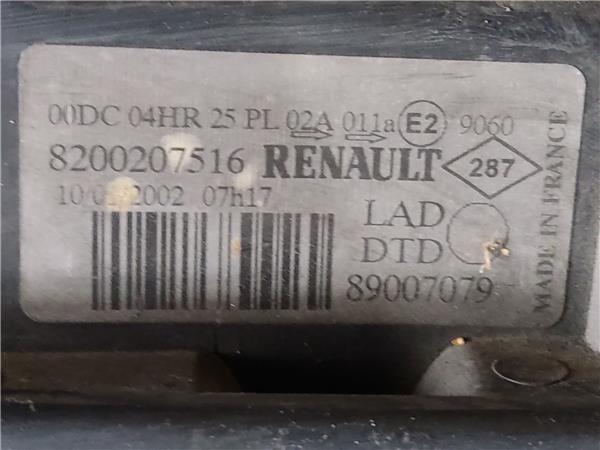 00DC 04HR 25 PL 02A 011a E2 9060
8200207516 RENAULT 287
2002 07h17
LAD
DTD
89007079
MADE IN FRANCE